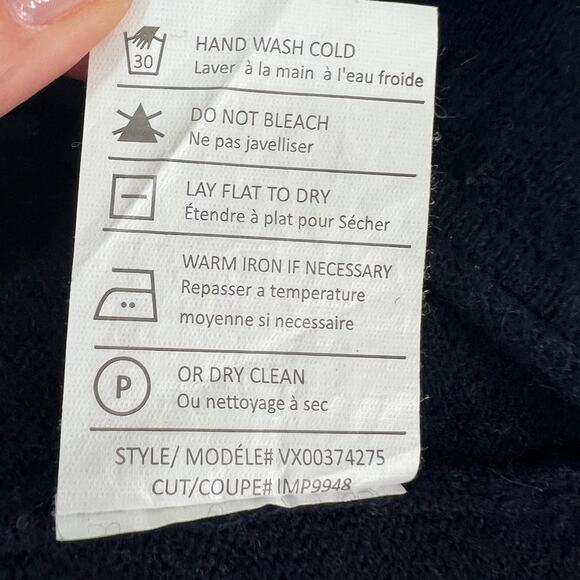 30
HAND WASH COLD
Laver à la main à l'eau froide
DO NOT BLEACH
Ne pas javelliser
LAY FLAT TO DRY
Étendre à plat pour Sécher
WARM IRON IF NECESSARY
Repasser a temperature
moyenne si necessaire
P
OR DRY CLEAN
Ou nettoyage à sec
STYLE/ MODÉLE# VX00374275
CUT/COUPE# IMP9948